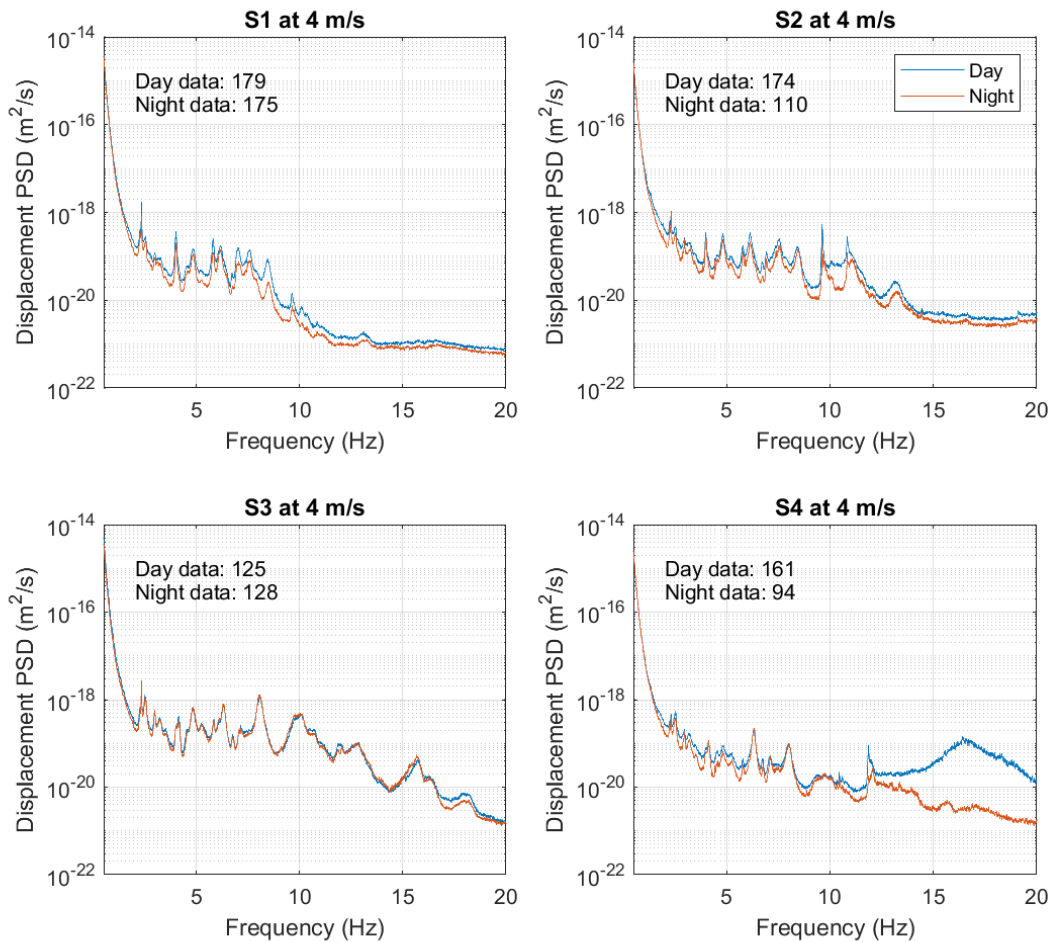 S1 at 4 m/s
Displacement PSD (m²/s)
10⁻¹⁴
10⁻¹⁶
10⁻¹⁸
10⁻²⁰
10⁻²²
Day data: 179
Night data: 175
5 10 15 20
Frequency (Hz)
S2 at 4 m/s
Displacement PSD (m²/s)
10⁻¹⁴
10⁻¹⁶
10⁻¹⁸
10⁻²⁰
10⁻²²
Day data: 174
Night data: 110
Day
Night
5 10 15 20
Frequency (Hz)
S3 at 4 m/s
Displacement PSD (m²/s)
10⁻¹⁴
10⁻¹⁶
10⁻¹⁸
10⁻²⁰
10⁻²²
Day data: 125
Night data: 128
5 10 15 20
Frequency (Hz)
S4 at 4 m/s
Displacement PSD (m²/s)
10⁻¹⁴
10⁻¹⁶
10⁻¹⁸
10⁻²⁰
10⁻²²
Day data: 161
Night data: 94
5 10 15 20
Frequency (Hz)